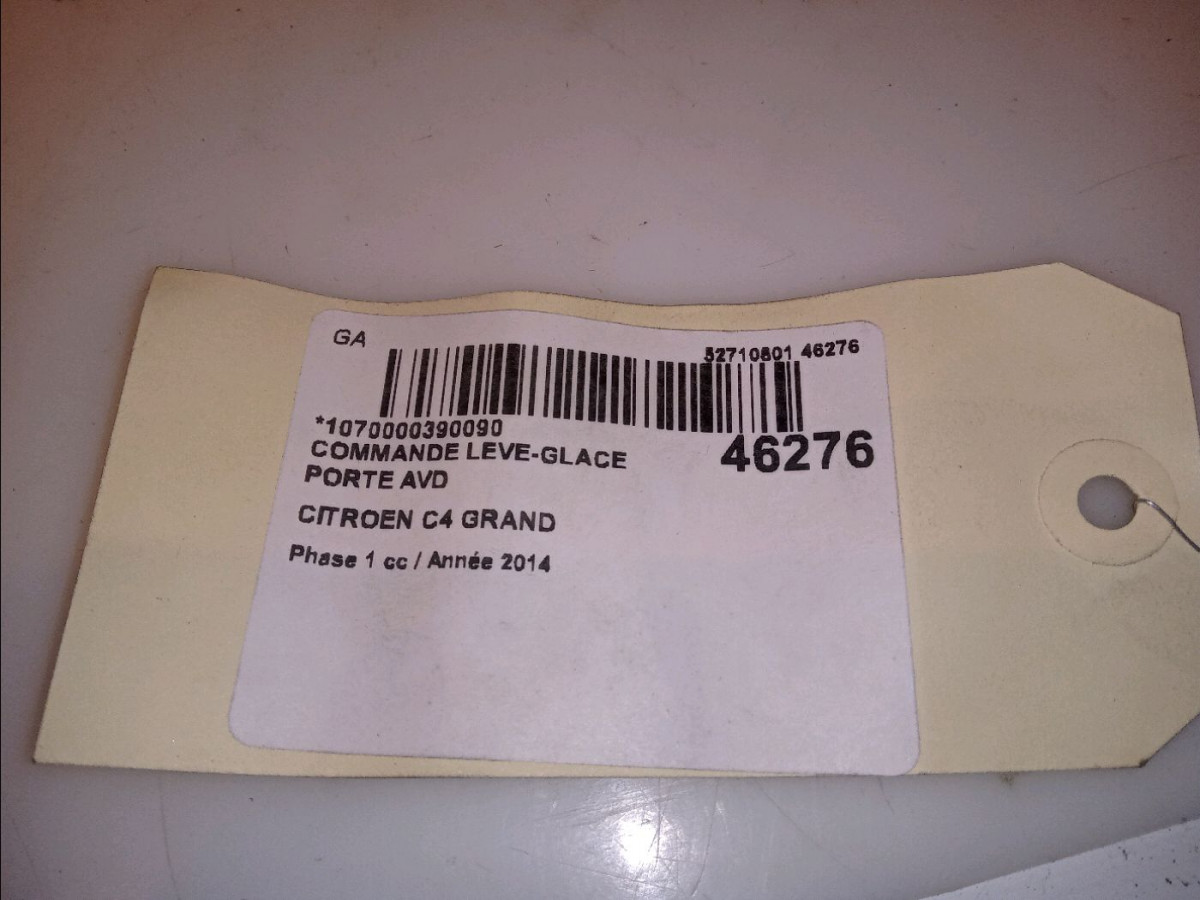 GA
52710801 46276
*1070000390090
46276
COMMANDE LEVE-GLACE
PORTE AVD
CITROEN C4 GRAND
Phase 1 cc / Année 2014